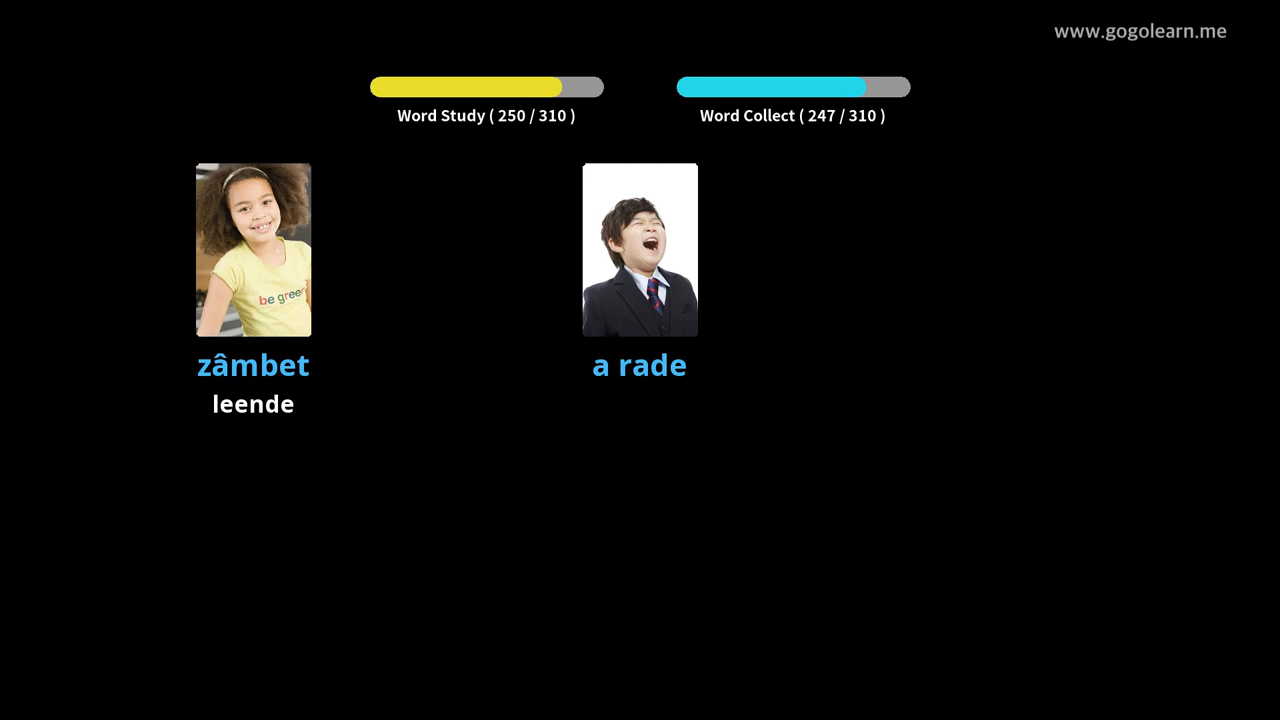 www.gogolearn.me
Word Study ( 250 / 310 )
Word Collect ( 247 / 310 )
be green
zâmbet
a rade
leende